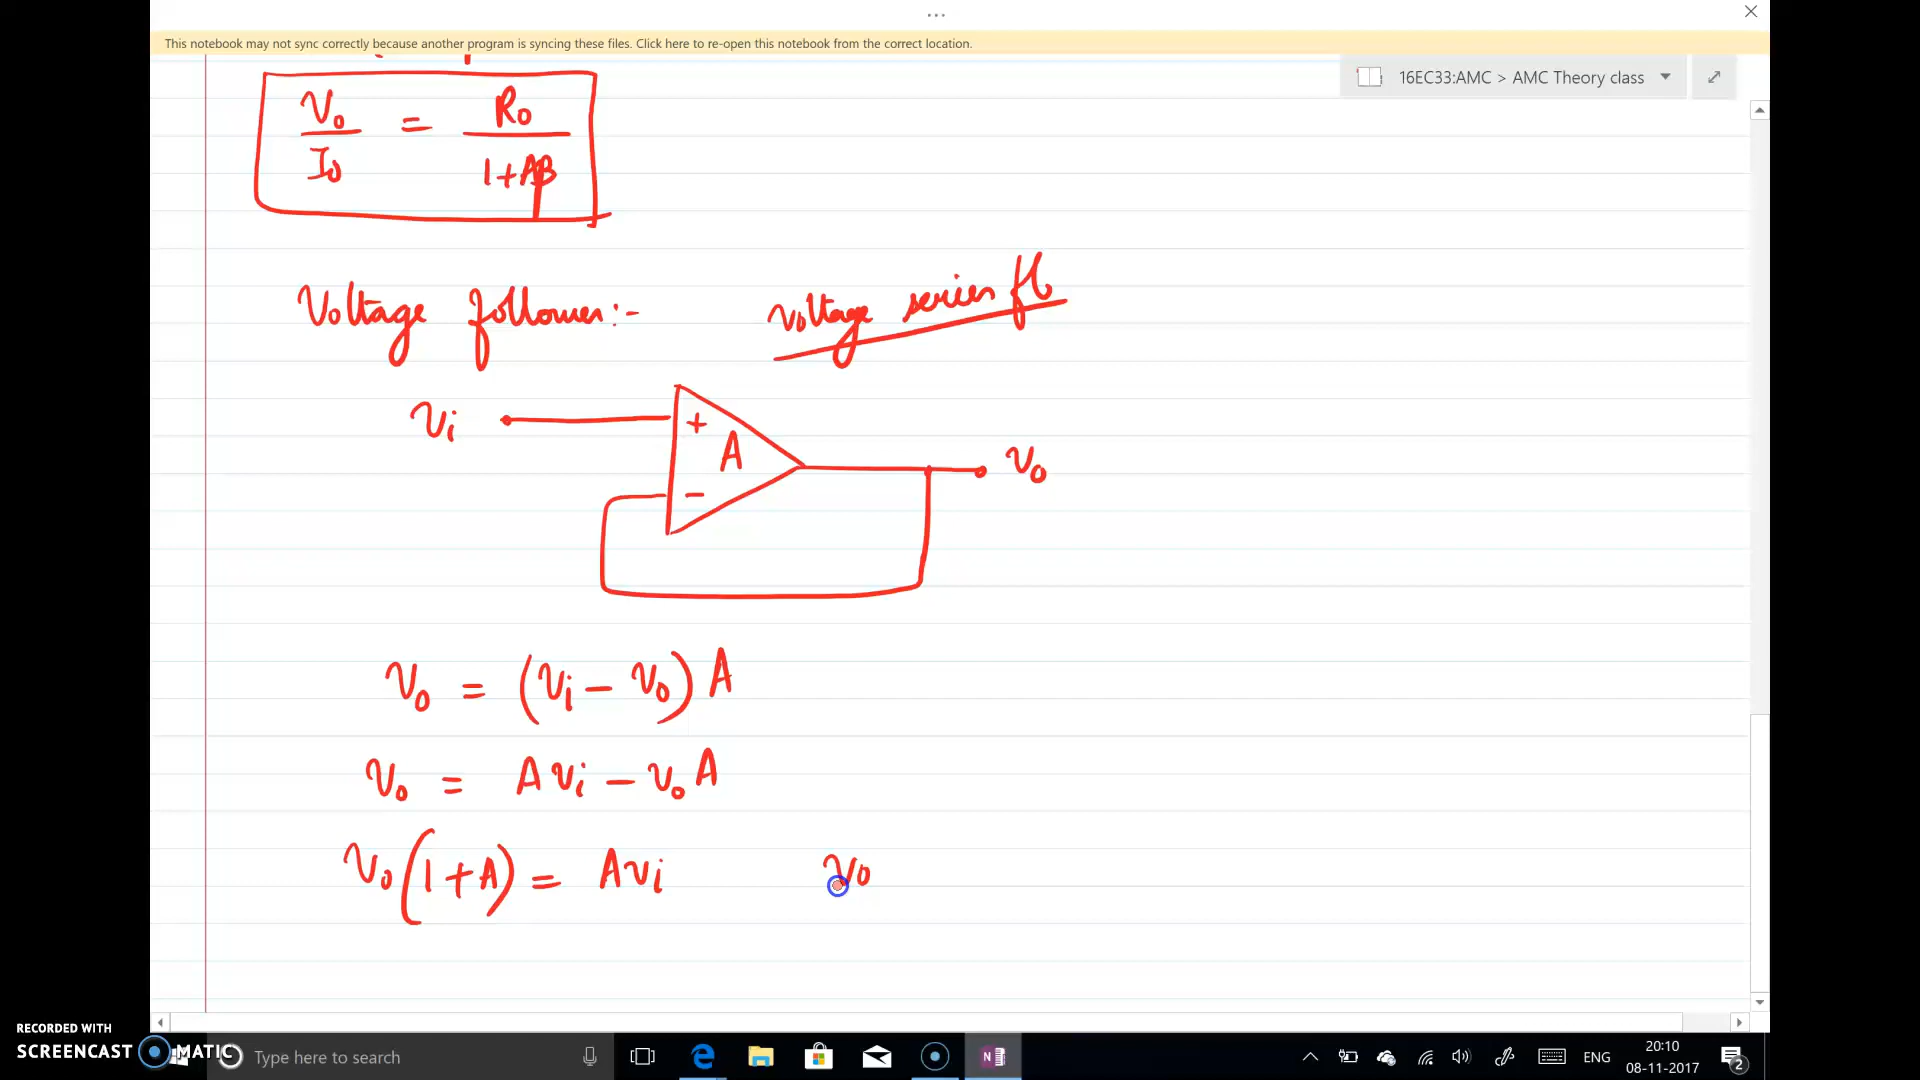 This notebook may not sync correctly because another program is syncing these files. Click here to re-open this notebook from the correct location.
16EC33:AMC > AMC Theory class
Vo / Io = Ro / 1+Aβ
Voltage follower:- voltage series fb
Vi
+
A
-
Vo
Vo = (Vi - Vo) A
Vo = A Vi - Vo A
Vo (1+A) = AVi Vo
RECORDED WITH
SCREENCAST MATIC
Type here to search
N
ENG
20:10
08-11-2017
2